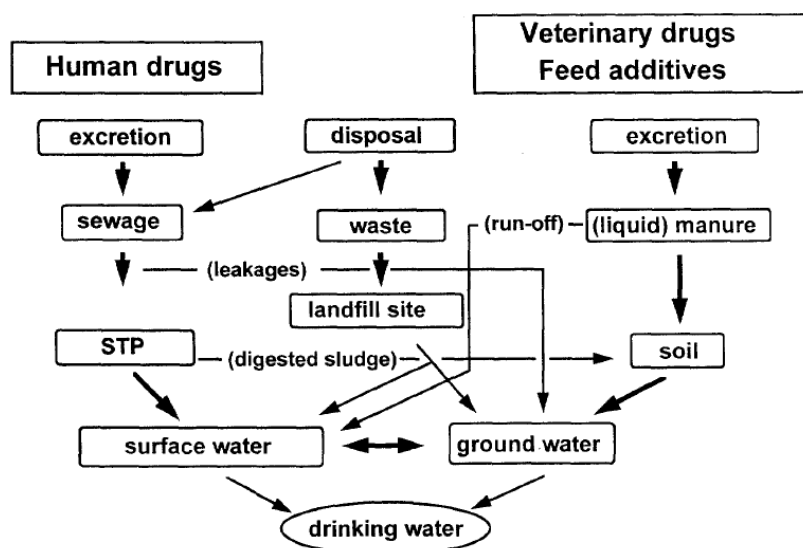 Human drugs
Veterinary drugs
Feed additives
excretion
disposal
excretion
sewage
waste
(run-off)
(liquid) manure
(leakages)
landfill site
STP
(digested sludge)
soil
surface water
ground water
drinking water